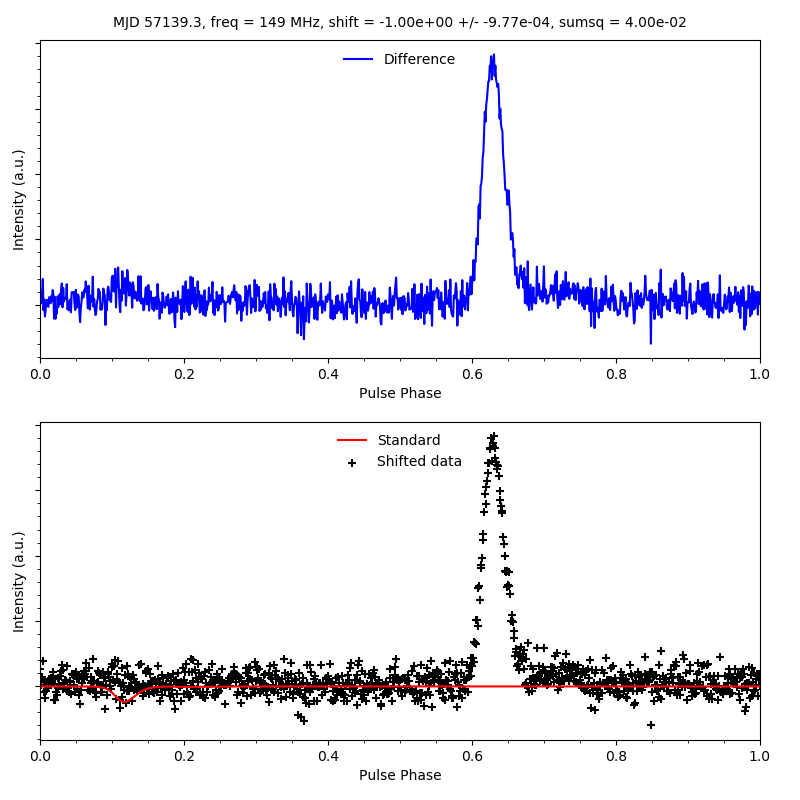 MJD 57139.3, freq = 149 MHz, shift = -1.00e+00 +/- -9.77e-04, sumsq = 4.00e-02
Difference
Intensity (a.u.)
0.0 0.2 0.4 0.6 0.8 1.0
Pulse Phase
Standard
Shifted data
Intensity (a.u.)
0.0 0.2 0.4 0.6 0.8 1.0
Pulse Phase